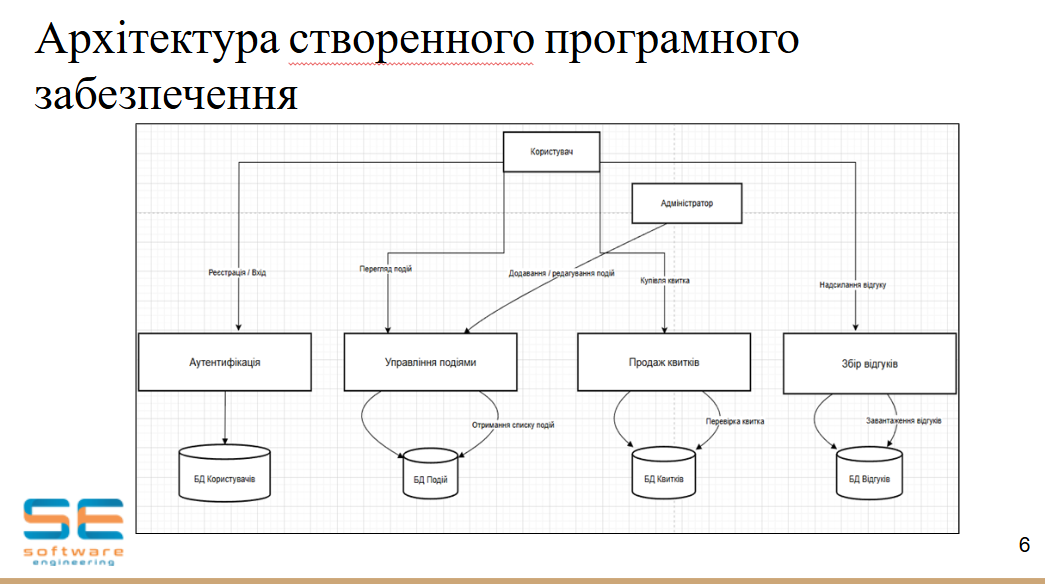 Архітектура створенного програмного
забезпечення
Користувач
Адміністратор
Реєстрація / Вхід
Перегляд подій
Додавання / редагування подій
Купівля квитка
Надсилання відгуку
Аутентифікація
Управління подіями
Продаж квитків
Збір відгуків
Отримання списку подій
Перевірка квитка
Завантаження відгуків
БД Користувачів
БД Подій
БД Квитків
БД Відгуків
SE
software
engineering
6